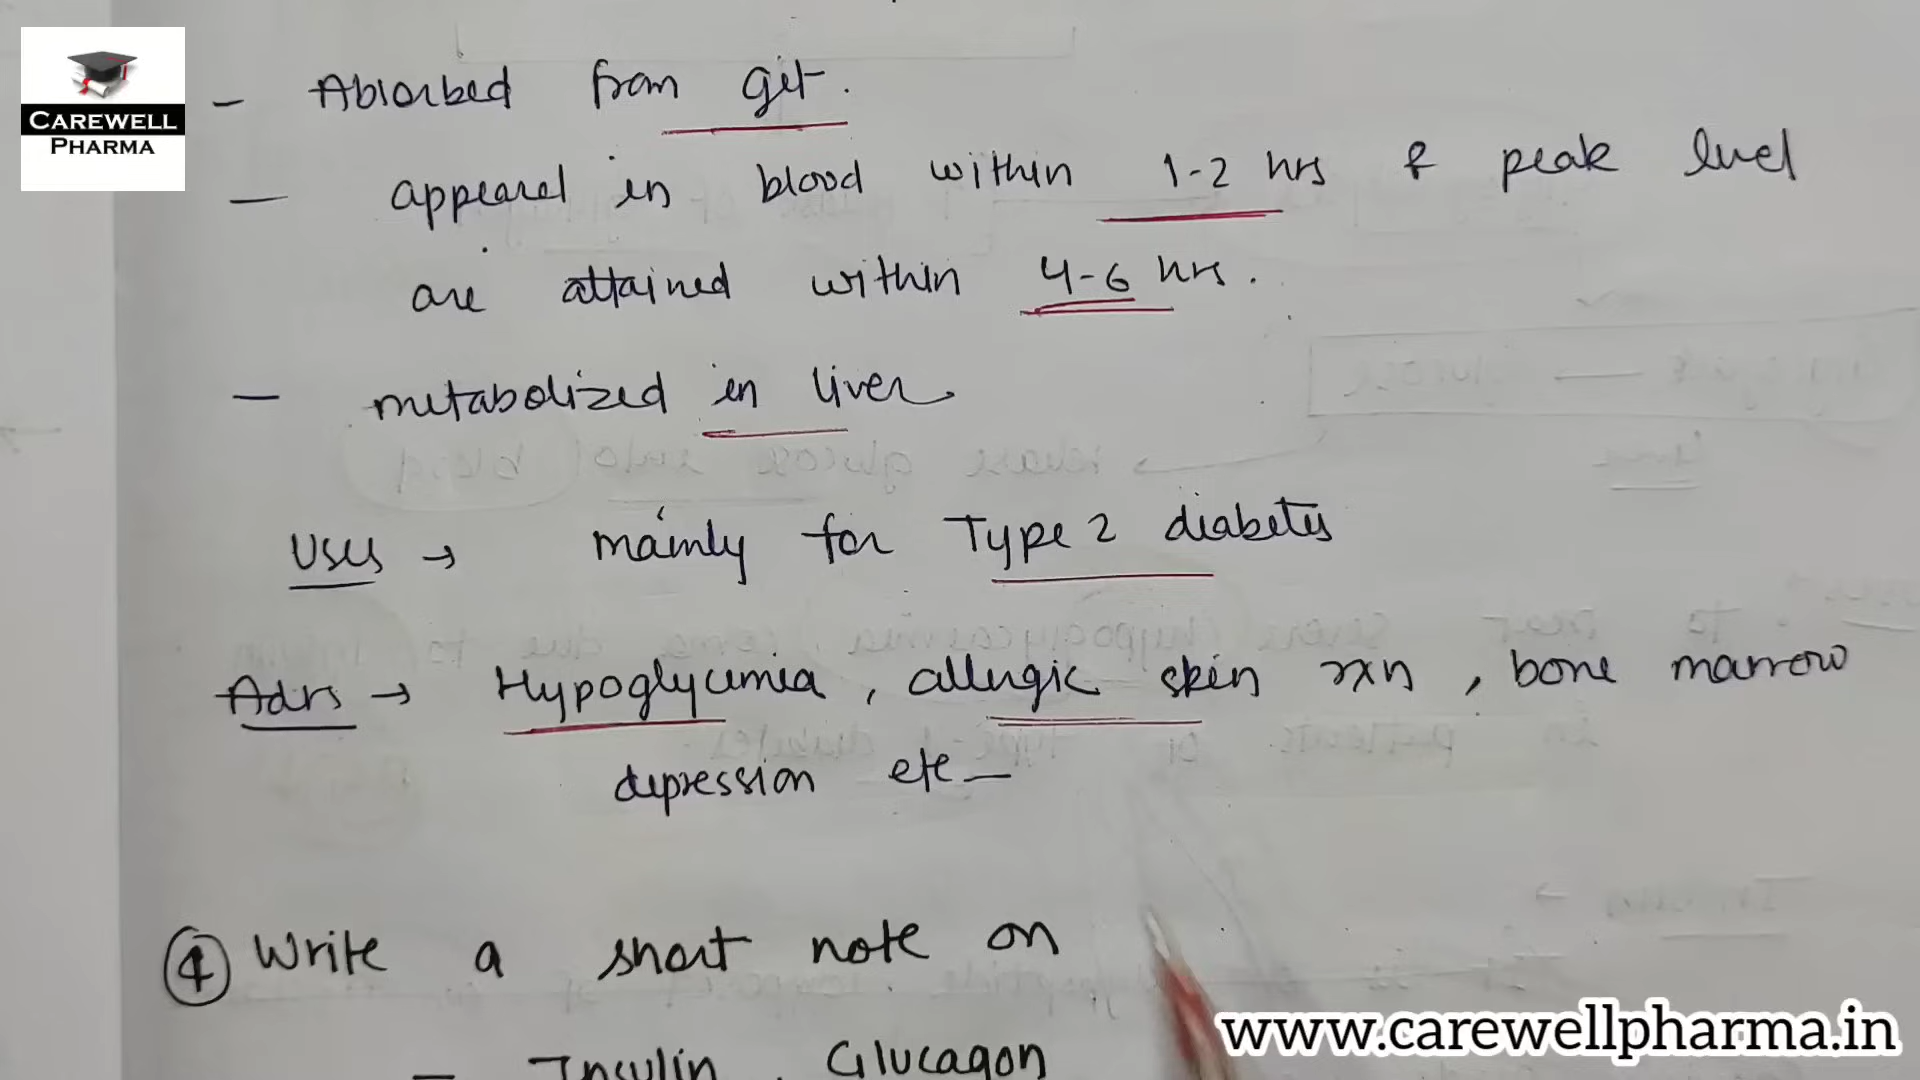 CAREWELL
PHARMA
- Absorbed from git.
- appeared in blood within 1-2 hrs & peak level
are attained within 4-6 hrs.
- metabolized in liver.
Uses → mainly for Type 2 diabetes
Adrs → Hypoglycemia, allergic skin rxn, bone marrow
depression etc —
④ Write a short note on
- Insulin, Glucagon
www.carewellpharma.in